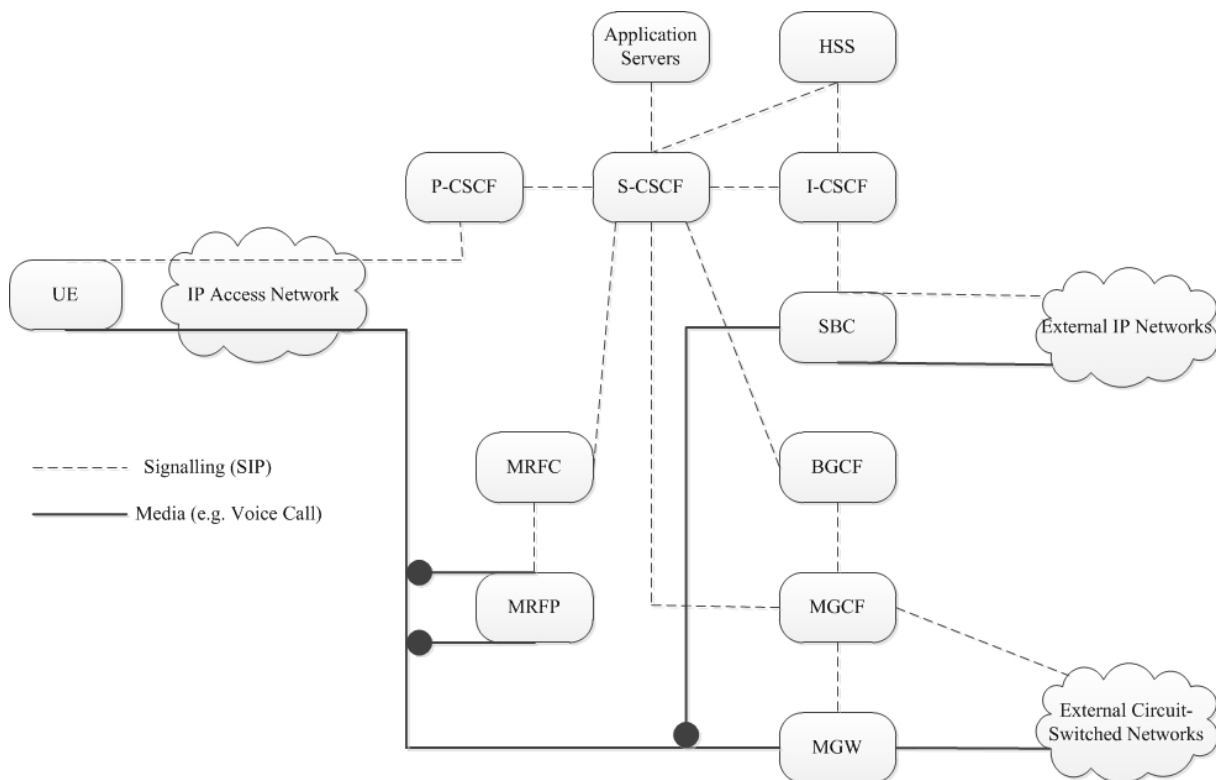 Application
Servers
HSS
P-CSCF
S-CSCF
I-CSCF
UE
IP Access Network
SBC
External IP Networks
Signalling (SIP)
Media (e.g. Voice Call)
MRFC
BGCF
MRFP
MGCF
MGW
External Circuit-
Switched Networks